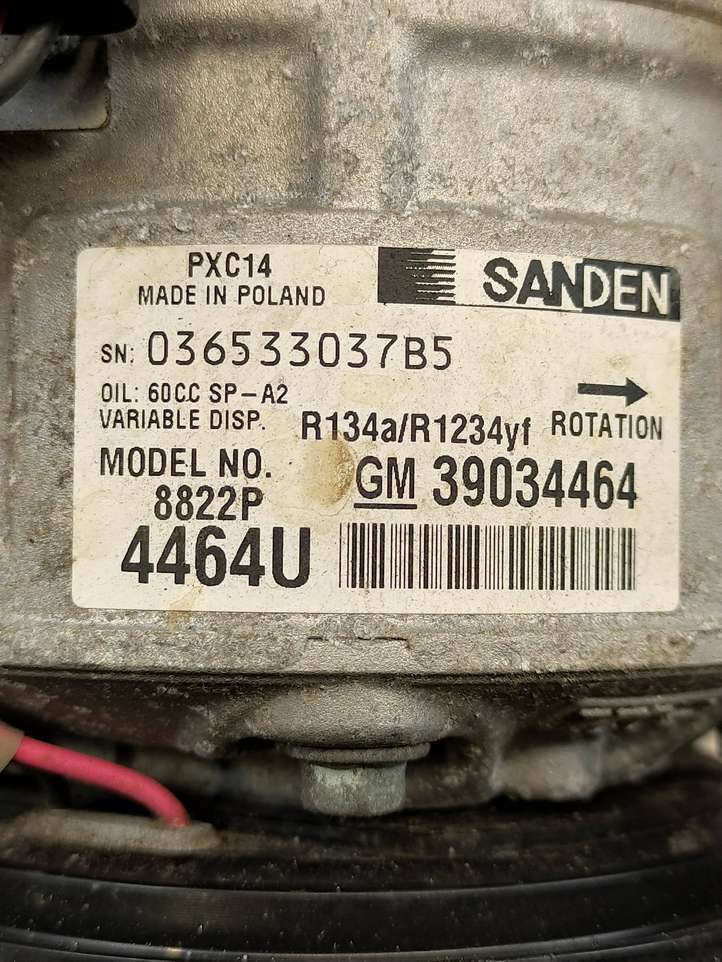 PXC14
MADE IN POLAND
SANDEN
SN: 036533037B5
OIL: 60CC SP-A2
VARIABLE DISP.
R134a/R1234yf
ROTATION
MODEL NO.
8822P
GM 39034464
4464U